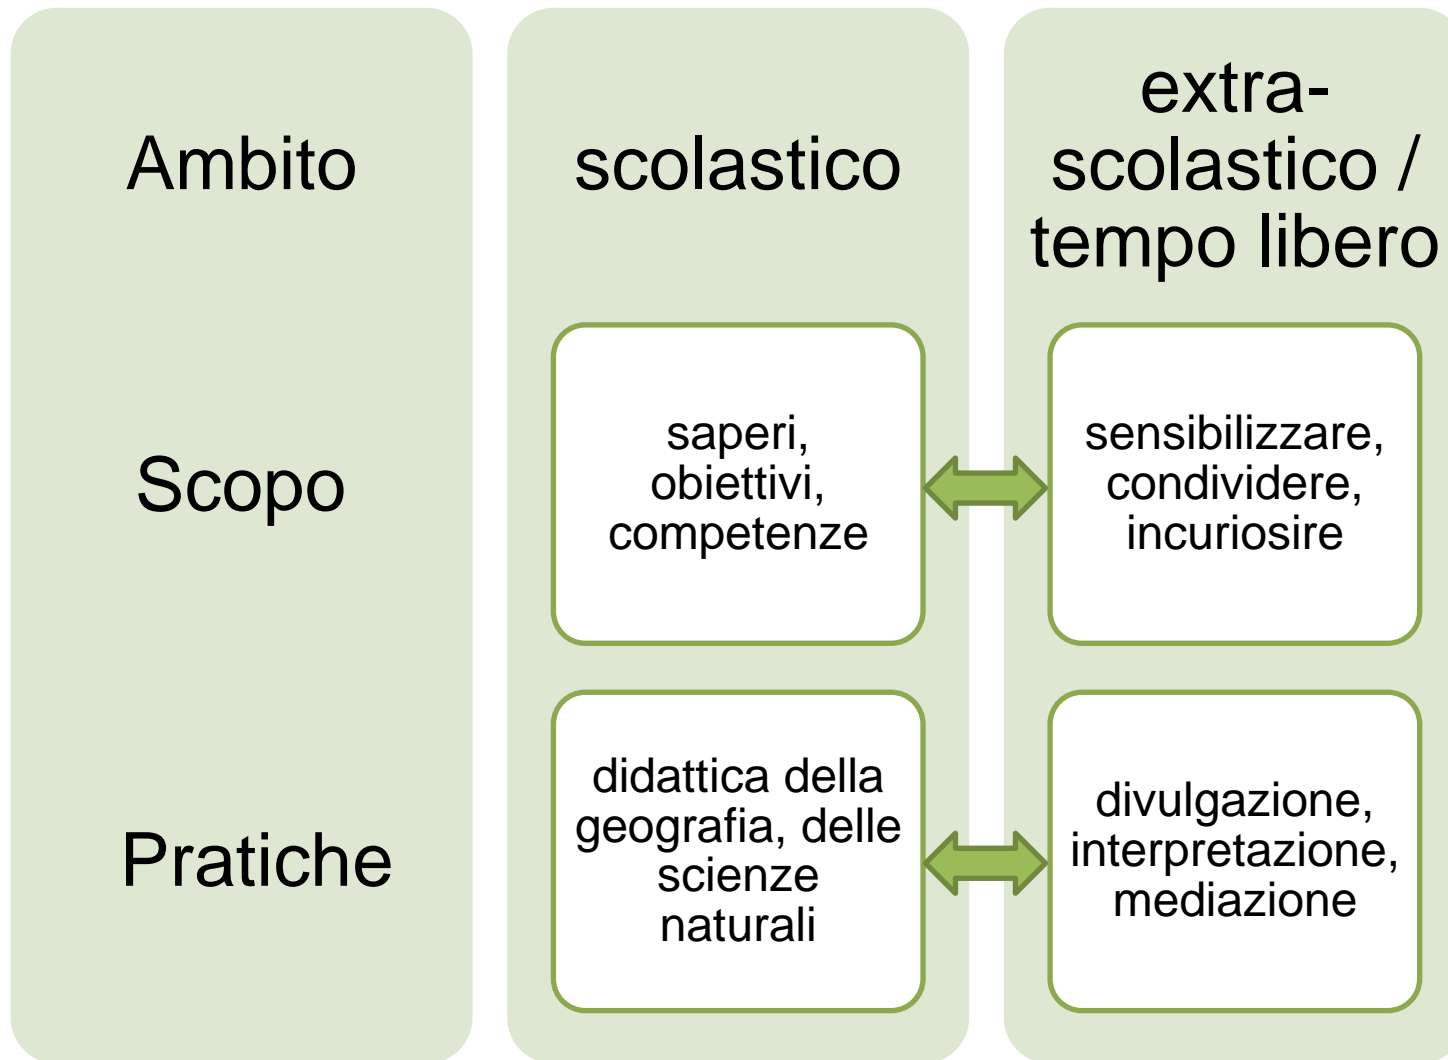 Ambito
scolastico
extra-
scolastico /
tempo libero
Scopo
saperi,
obiettivi,
competenze
sensibilizzare,
condividere,
incuriosire
Pratiche
didattica della
geografia, delle
scienze
naturali
divulgazione,
interpretazione,
mediazione